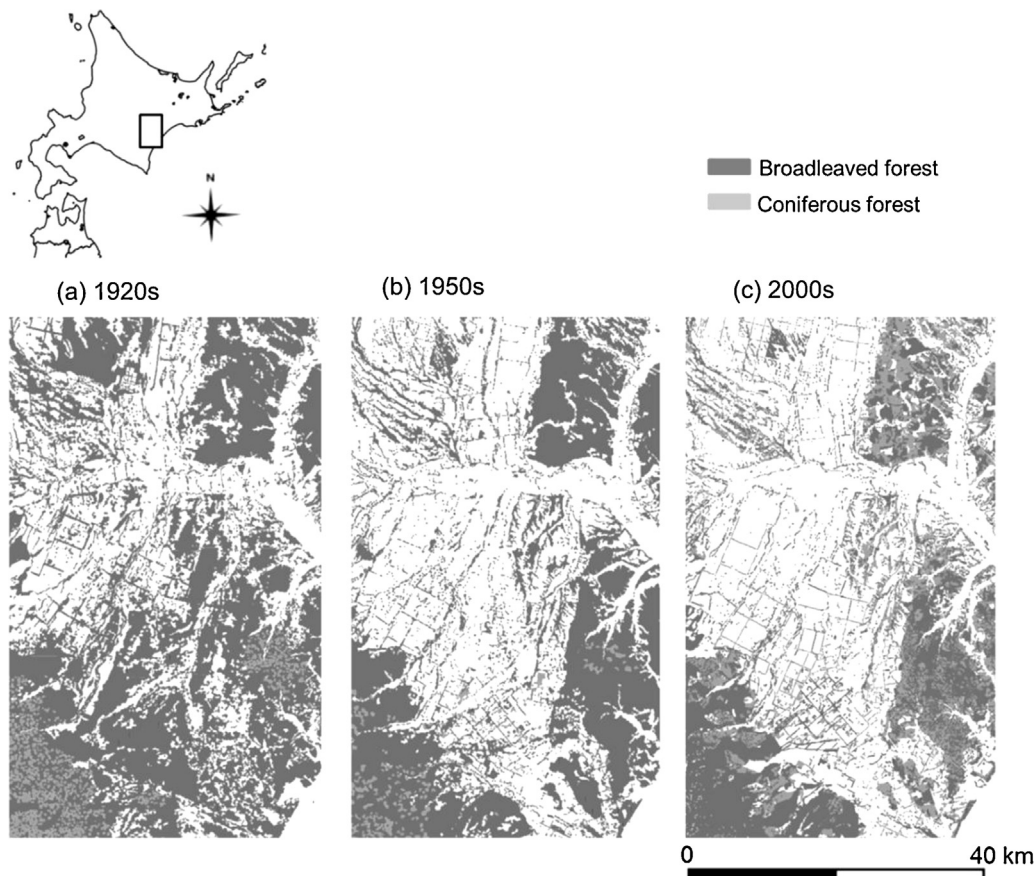 N
Broadleaved forest
Coniferous forest
(a) 1920s
(b) 1950s
(c) 2000s
0
40 km